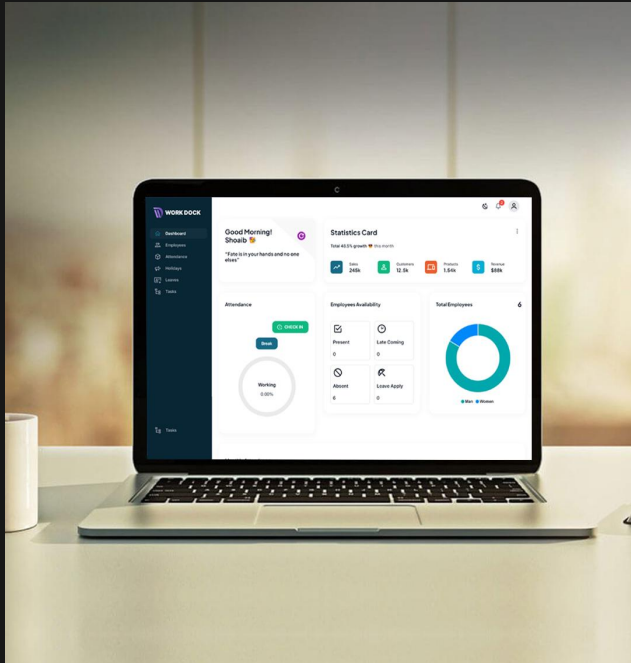 WORK DOCK
Dashboard
Employees
Attendance
Holidays
Leaves
Tasks
Tasks
Good Morning!
Shoaib
"Fate is in your hands and no one
else"
Statistics Card
Total 48.5% growth this month
Sales
245k
Customers
12.5k
Products
1.54k
Revenue
$88k
Attendance
CHECK IN
Break
Working
0.00%
Employees Availability
Present
0
Late Coming
0
Absent
6
Leave Apply
0
Total Employees
6
Man Women